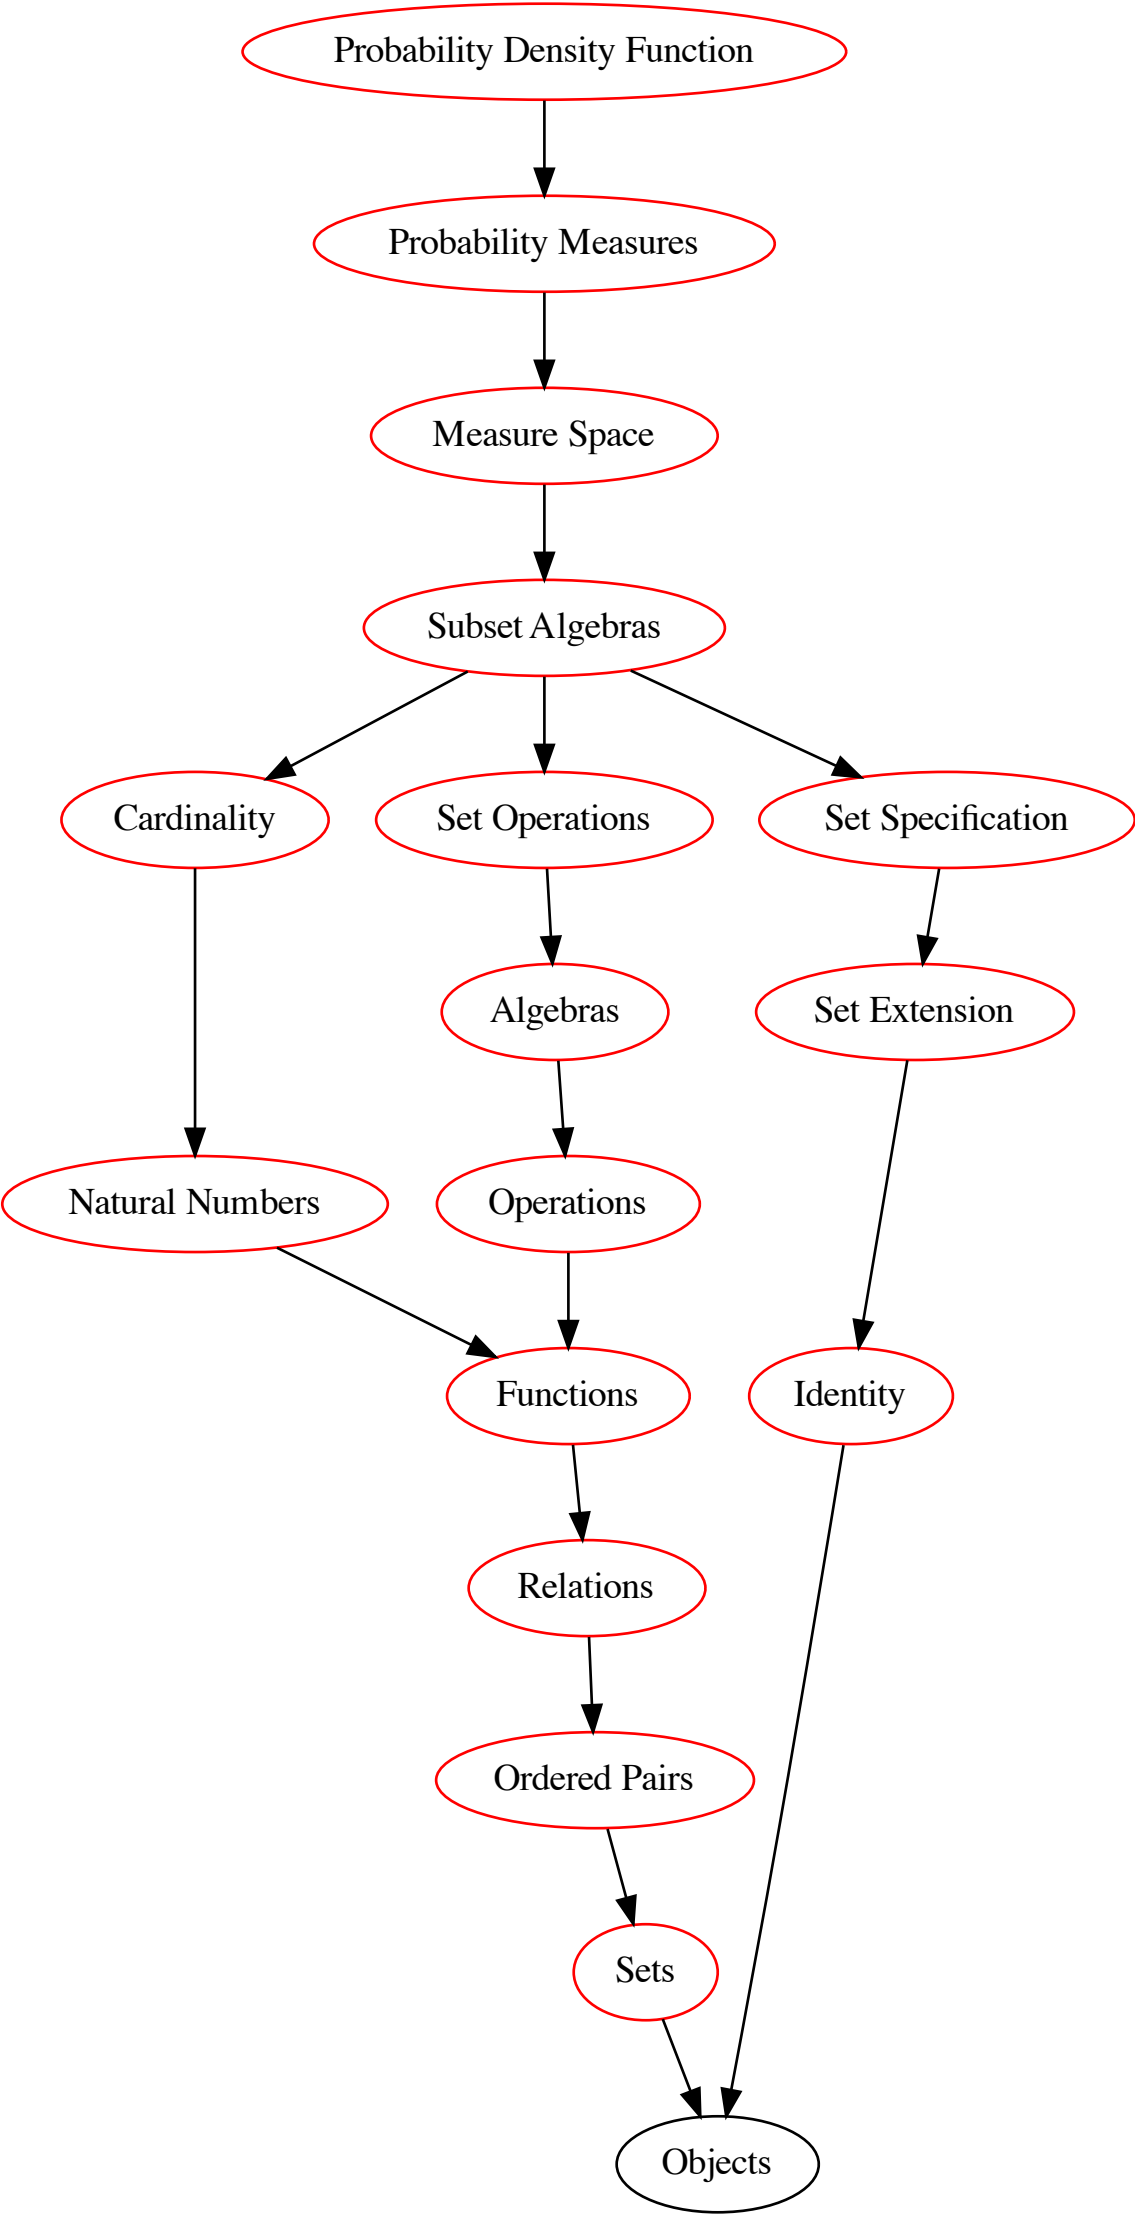 Probability Density Function
Probability Measures
Measure Space
Subset Algebras
Cardinality
Set Operations
Set Specification
Algebras
Set Extension
Natural Numbers
Operations
Functions
Identity
Relations
Ordered Pairs
Sets
Objects